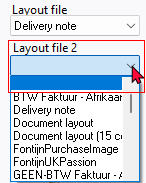 Layout file
Delivery note
Layout file 2
BTW Faktuur - Afrikaan
Delivery note
Document layout
Document layout (15 co
FontijnPurchaseImage
FontijnUKPassion
GEEN-BTW Faktuur - A